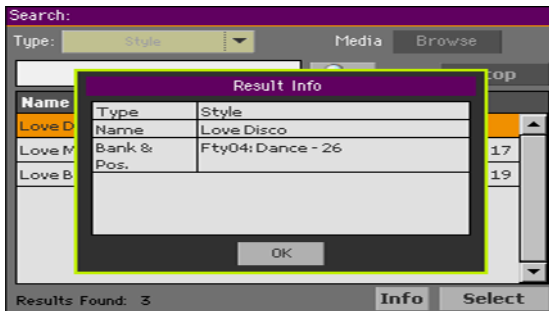 Search:
Type: Style Media Browse
op
Result Info
Name
Type Style
Love D
Name Love Disco
Love M
Bank & Fty04: Dance - 26
Pos.
17
Love B 19
OK
Results Found: 3 Info Select